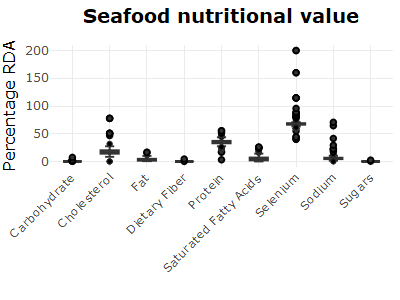 Seafood nutritional value
Percentage RDA
200
150
100
50
0
Carbohydrate
Cholesterol
Fat
Dietary Fiber
Protein
Saturated Fatty Acids
Selenium
Sodium
Sugars